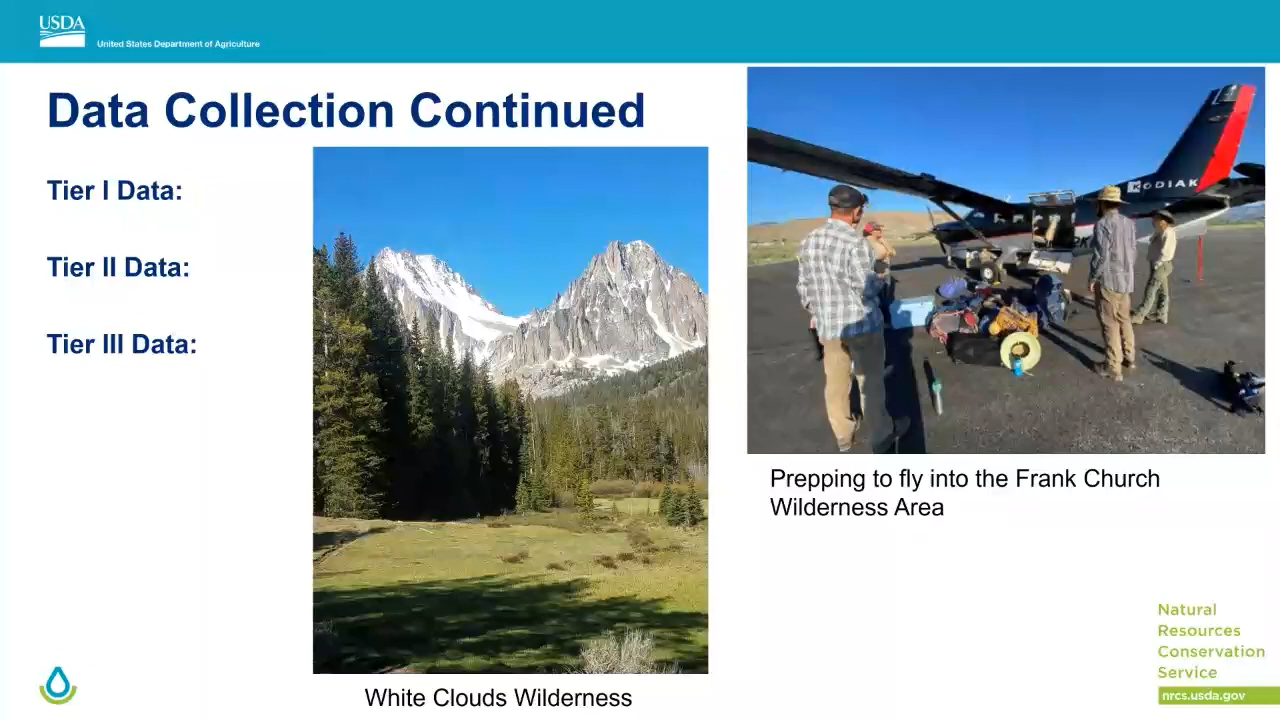 USDA
United States Department of Agriculture
Data Collection Continued
Tier I Data:
Tier II Data:
Tier III Data:
KODIAK
Prepping to fly into the Frank Church
Wilderness Area
White Clouds Wilderness
Natural
Resources
Conservation
Service
nrcs.usda.gov